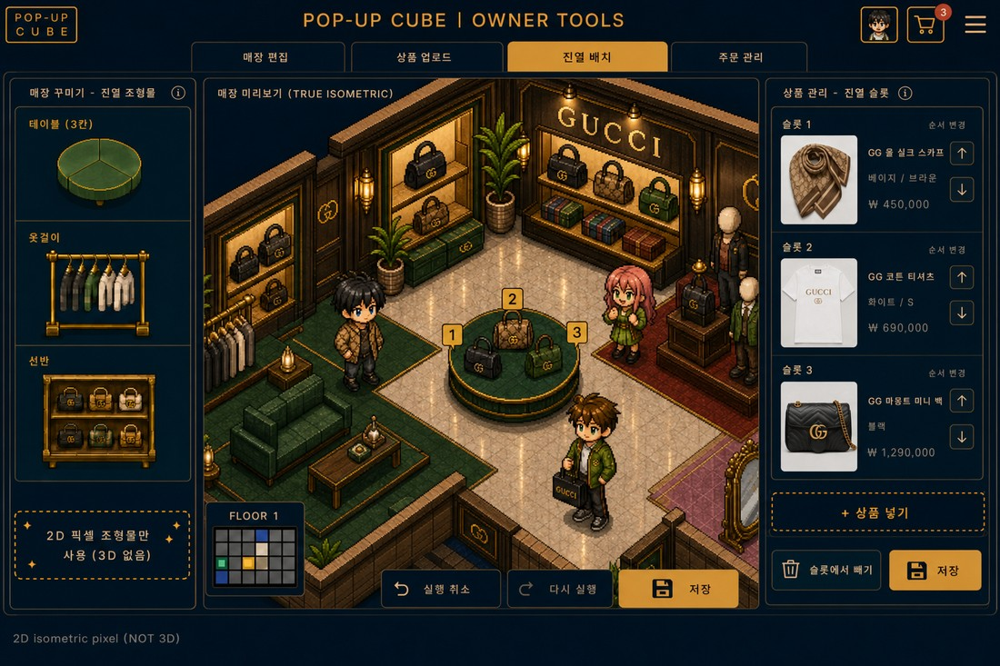 POP-UP
CUBE
POP-UP CUBE | OWNER TOOLS
3
매장 편집
상품 업로드
진열 배치
주문 관리
매장 꾸미기 - 진열 조형물
테이블 (3칸)
옷걸이
선반
2D 픽셀 조형물만
사용 (3D 없음)
매장 미리보기 (TRUE ISOMETRIC)
GUCCI
1
2
3
GUCCI
FLOOR 1
실행 취소
다시 실행
저장
상품 관리 - 진열 슬롯
슬롯 1
순서 변경
GG 울 실크 스카프
베이지 / 브라운
₩ 450,000
슬롯 2
순서 변경
GUCCI
GG 코튼 티셔츠
화이트 / S
₩ 690,000
슬롯 3
순서 변경
GG 마몽트 미니 백
블랙
₩ 1,290,000
+ 상품 넣기
슬롯에서 빼기
저장
2D isometric pixel (NOT 3D)